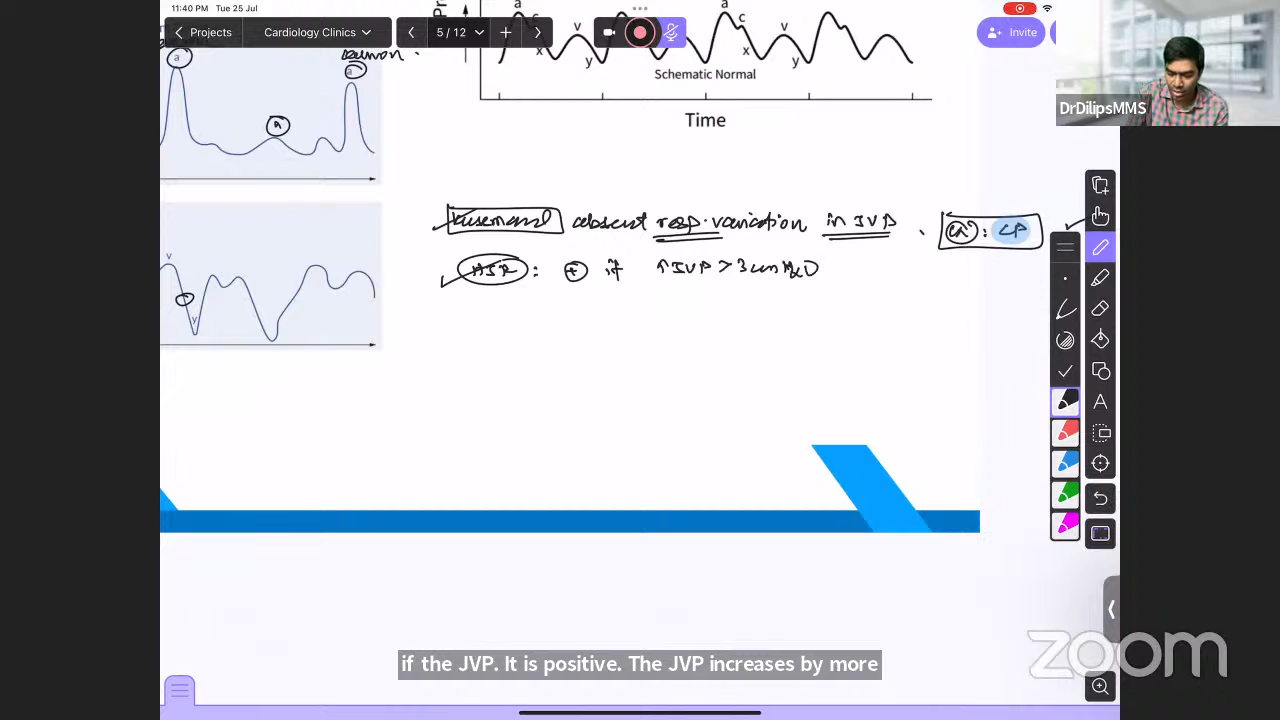 11:40 PM Tue 25 Jul
Projects
Cardiology Clinics
5 / 12
Invite
DrDilipsMMS
a
a
a
a
c
x
v
y
a
c
x
v
y
Schematic Normal
Time
v
y
Kussmaul absent resp. variation in JVP. : CP
HJR : + if ↑JVP > 3 cm H2O
A
if the JVP. It is positive. The JVP increases by more
zoom